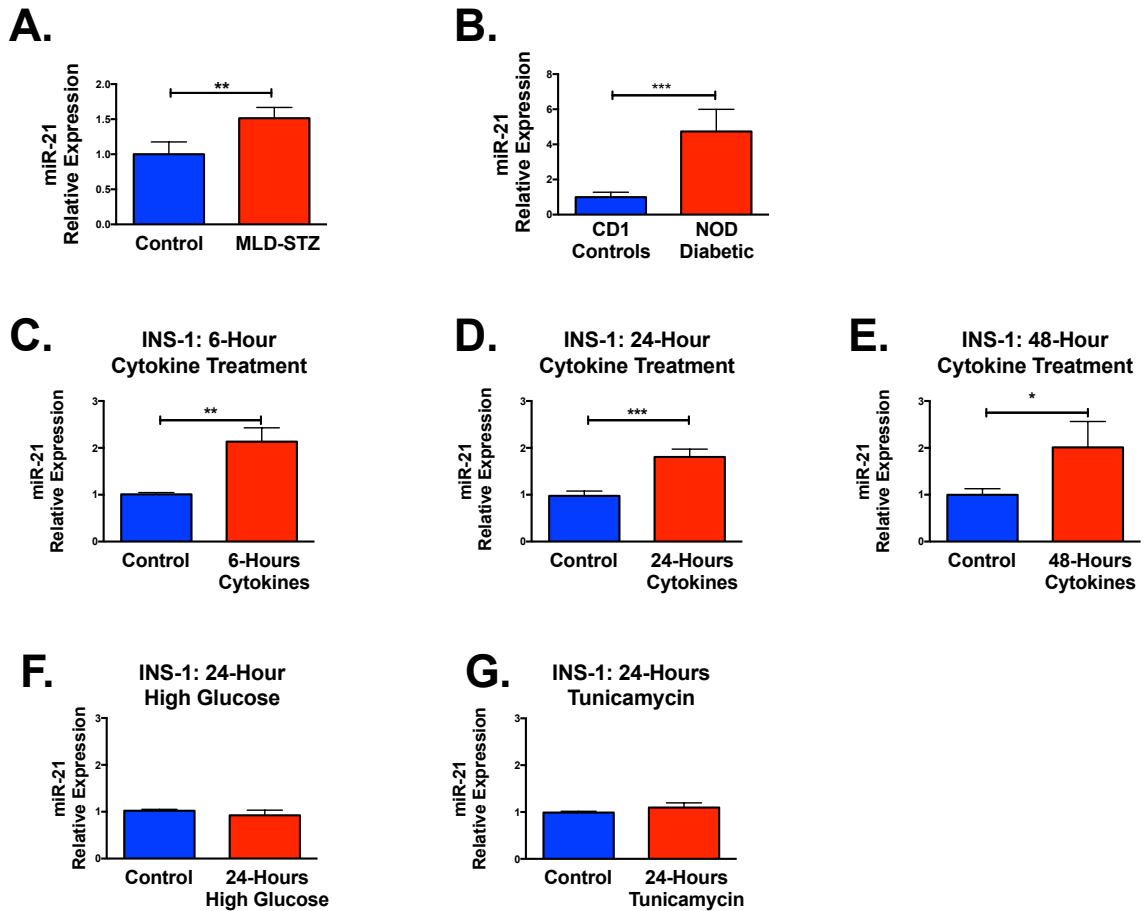 A.
miR-21
Relative Expression
2.0
1.5
1.0
0.5
0.0
**
Control
MLD-STZ
B.
miR-21
Relative Expression
8
6
4
2
0
***
CD1
Controls
NOD
Diabetic
C.
INS-1: 6-Hour
Cytokine Treatment
miR-21
Relative Expression
3
2
1
0
**
Control
6-Hours
Cytokines
D.
INS-1: 24-Hour
Cytokine Treatment
miR-21
Relative Expression
3
2
1
0
***
Control
24-Hours
Cytokines
E.
INS-1: 48-Hour
Cytokine Treatment
miR-21
Relative Expression
3
2
1
0
*
Control
48-Hours
Cytokines
F.
INS-1: 24-Hour
High Glucose
miR-21
Relative Expression
3
2
1
0
Control
24-Hours
High Glucose
G.
INS-1: 24-Hours
Tunicamycin
miR-21
Relative Expression
3
2
1
0
Control
24-Hours
Tunicamycin